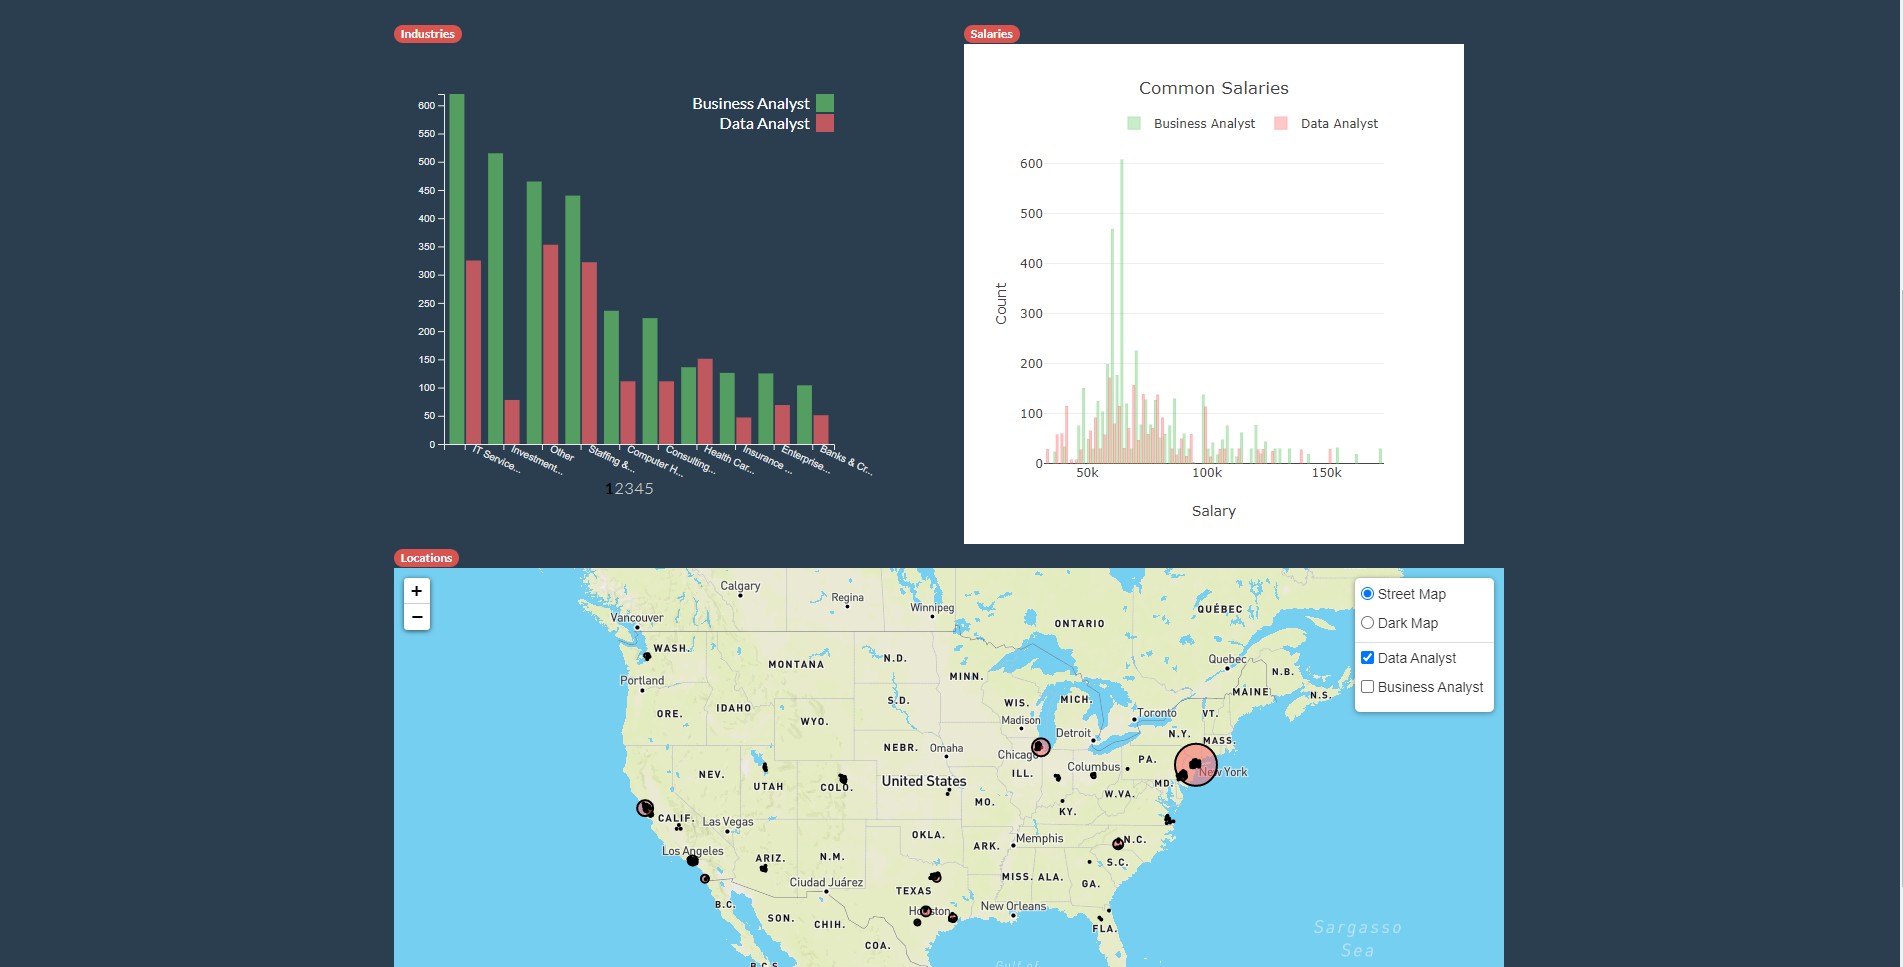 Industries
Business Analyst
Data Analyst
600
550
500
450
400
350
300
250
200
150
100
50
0
IT Service...
Investment...
Other
Staffing &...
Computer H...
Consulting...
Health Car...
Insurance ...
Enterprise...
Banks & Cr...
12345
Salaries
Common Salaries
Business Analyst
Data Analyst
Count
600
500
400
300
200
100
0
50k
100k
150k
Salary
Locations
+
−
Street Map
Dark Map
Data Analyst
Business Analyst
Calgary
Regina
Winnipeg
Vancouver
QUÉBEC
ONTARIO
WASH.
MONTANA
N.D.
MINN.
Quebec
N.B.
Portland
MAINE
N.S.
ORE.
IDAHO
WYO.
S.D.
WIS.
MICH.
Madison
Toronto
VT.
Detroit
N.Y.
MASS.
NEBR.
Omaha
Chicago
PA.
NEV.
UTAH
COLO.
United States
ILL.
Columbus
New York
MD.
W.VA.
MO.
KY.
CALIF.
Las Vegas
OKLA.
ARK.
Memphis
N.C.
Los Angeles
ARIZ.
N.M.
S.C.
Ciudad Juárez
TEXAS
MISS.
ALA.
GA.
B.C.
SON.
CHIH.
Houston
New Orleans
FLA.
COA.
Sargasso
Sea
B.C.S.
Gulf of